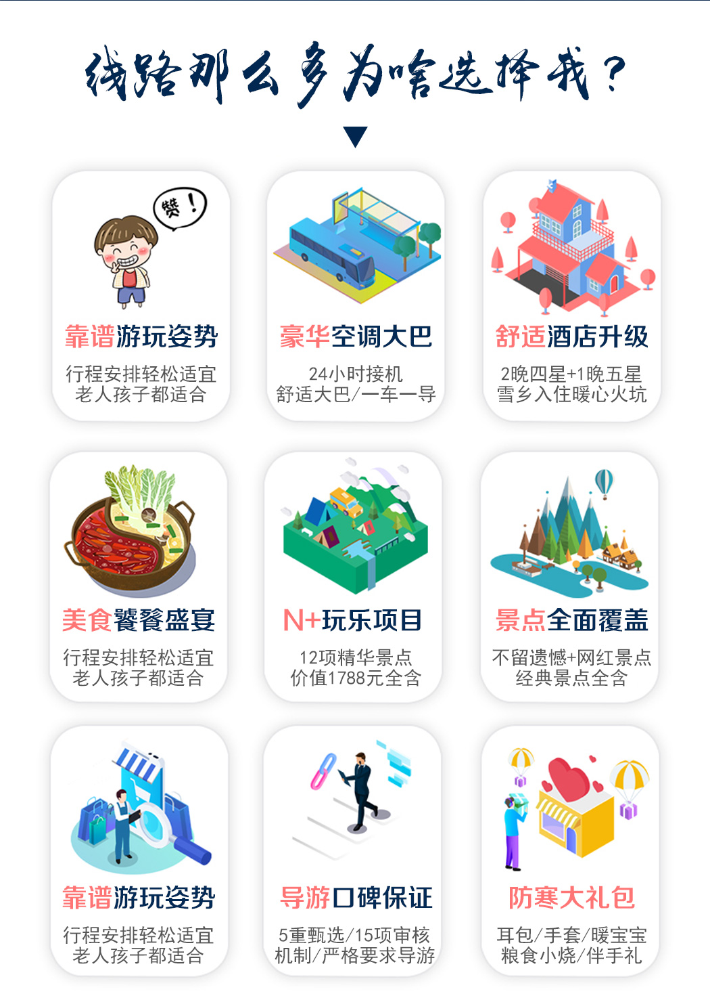 线路那么多为啥选择我?
赞!
靠谱游玩姿势
行程安排轻松适宜
老人孩子都适合
豪华空调大巴
24小时接机
舒适大巴/一车一导
舒适酒店升级
2晚四星+1晚五星
雪乡入住暖心火坑
美食饕餮盛宴
行程安排轻松适宜
老人孩子都适合
N+玩乐项目
12项精华景点
价值1788元全含
景点全面覆盖
不留遗憾+网红景点
经典景点全含
靠谱游玩姿势
行程安排轻松适宜
老人孩子都适合
导游口碑保证
5重甄选/15项审核
机制/严格要求导游
防寒大礼包
耳包/手套/暖宝宝
粮食小烧/伴手礼